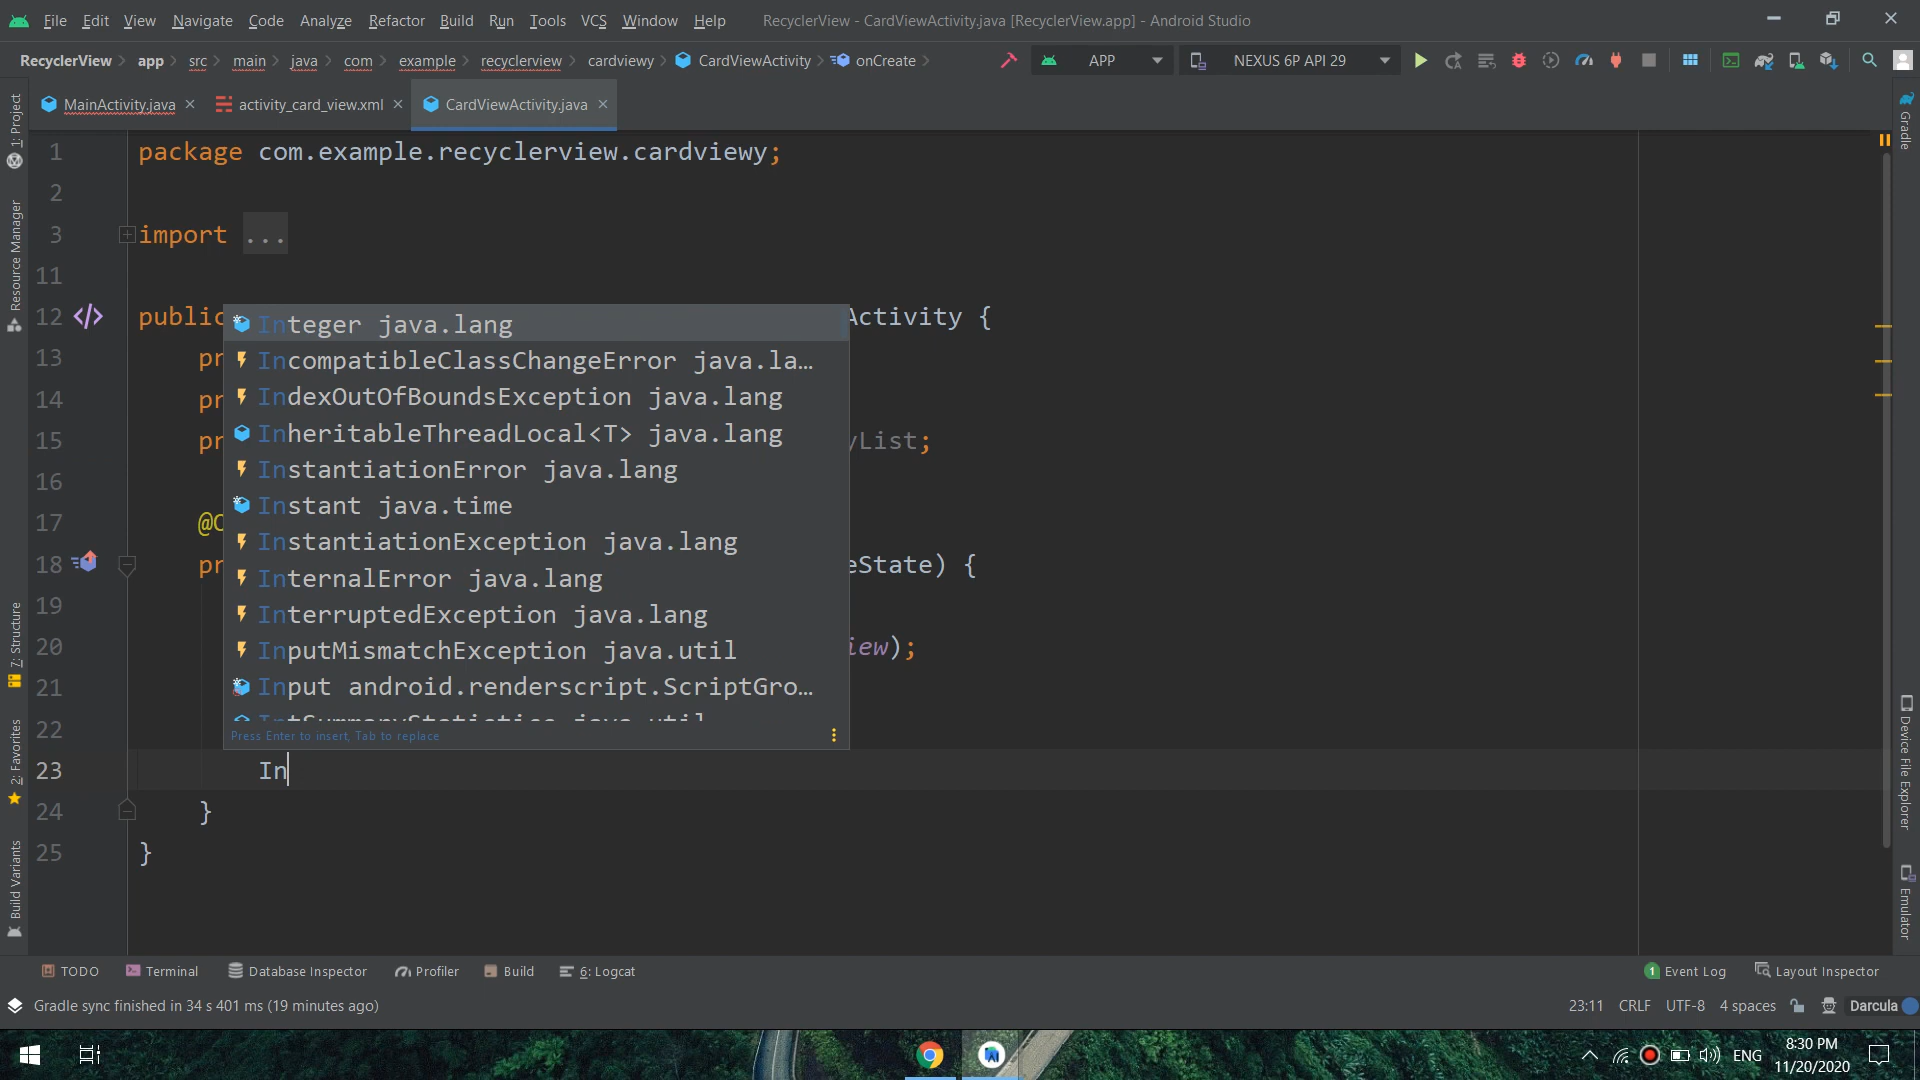 File Edit View Navigate Code Analyze Refactor Build Run Tools VCS Window Help RecyclerView - CardViewActivity.java [RecyclerView.app] - Android Studio
RecyclerView app src main java com example recyclerview cardviewy CardViewActivity onCreate APP NEXUS 6P API 29
MainActivity.java activity_card_view.xml CardViewActivity.java
1 package com.example.recyclerview.cardviewy;
2
3 import ...
11
12 public Activity {
13 pr
14 pr
15 pr yList;
16
17 @O
18 pr eState) {
19
20 iew);
21
22
23 In
24 }
25 }
Integer java.lang
IncompatibleClassChangeError java.la…
IndexOutOfBoundsException java.lang
InheritableThreadLocal<T> java.lang
InstantiationError java.lang
Instant java.time
InstantiationException java.lang
InternalError java.lang
InterruptedException java.lang
InputMismatchException java.util
Input android.renderscript.ScriptGro…
IntSummaryStatistics java.util
Press Enter to insert, Tab to replace
1: Project
Resource Manager
7: Structure
2: Favorites
Build Variants
Gradle
Device File Explorer
Emulator
TODO Terminal Database Inspector Profiler Build 6: Logcat 1 Event Log Layout Inspector
Gradle sync finished in 34 s 401 ms (19 minutes ago) 23:11 CRLF UTF-8 4 spaces Darcula
ENG 8:30 PM
11/20/2020